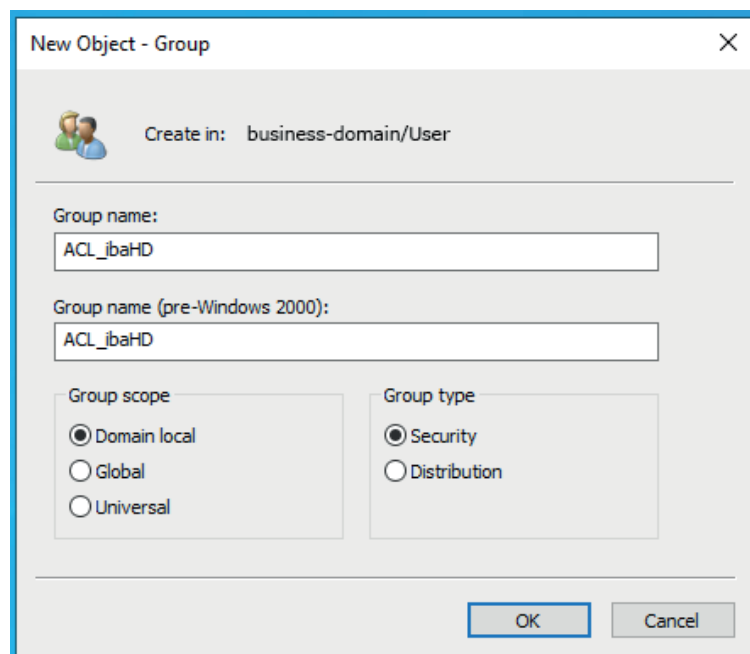 New Object - Group
Create in: business-domain/User
Group name:
ACL_ibaHD
Group name (pre-Windows 2000):
ACL_ibaHD
Group scope
Domain local
Global
Universal
Group type
Security
Distribution
OK
Cancel